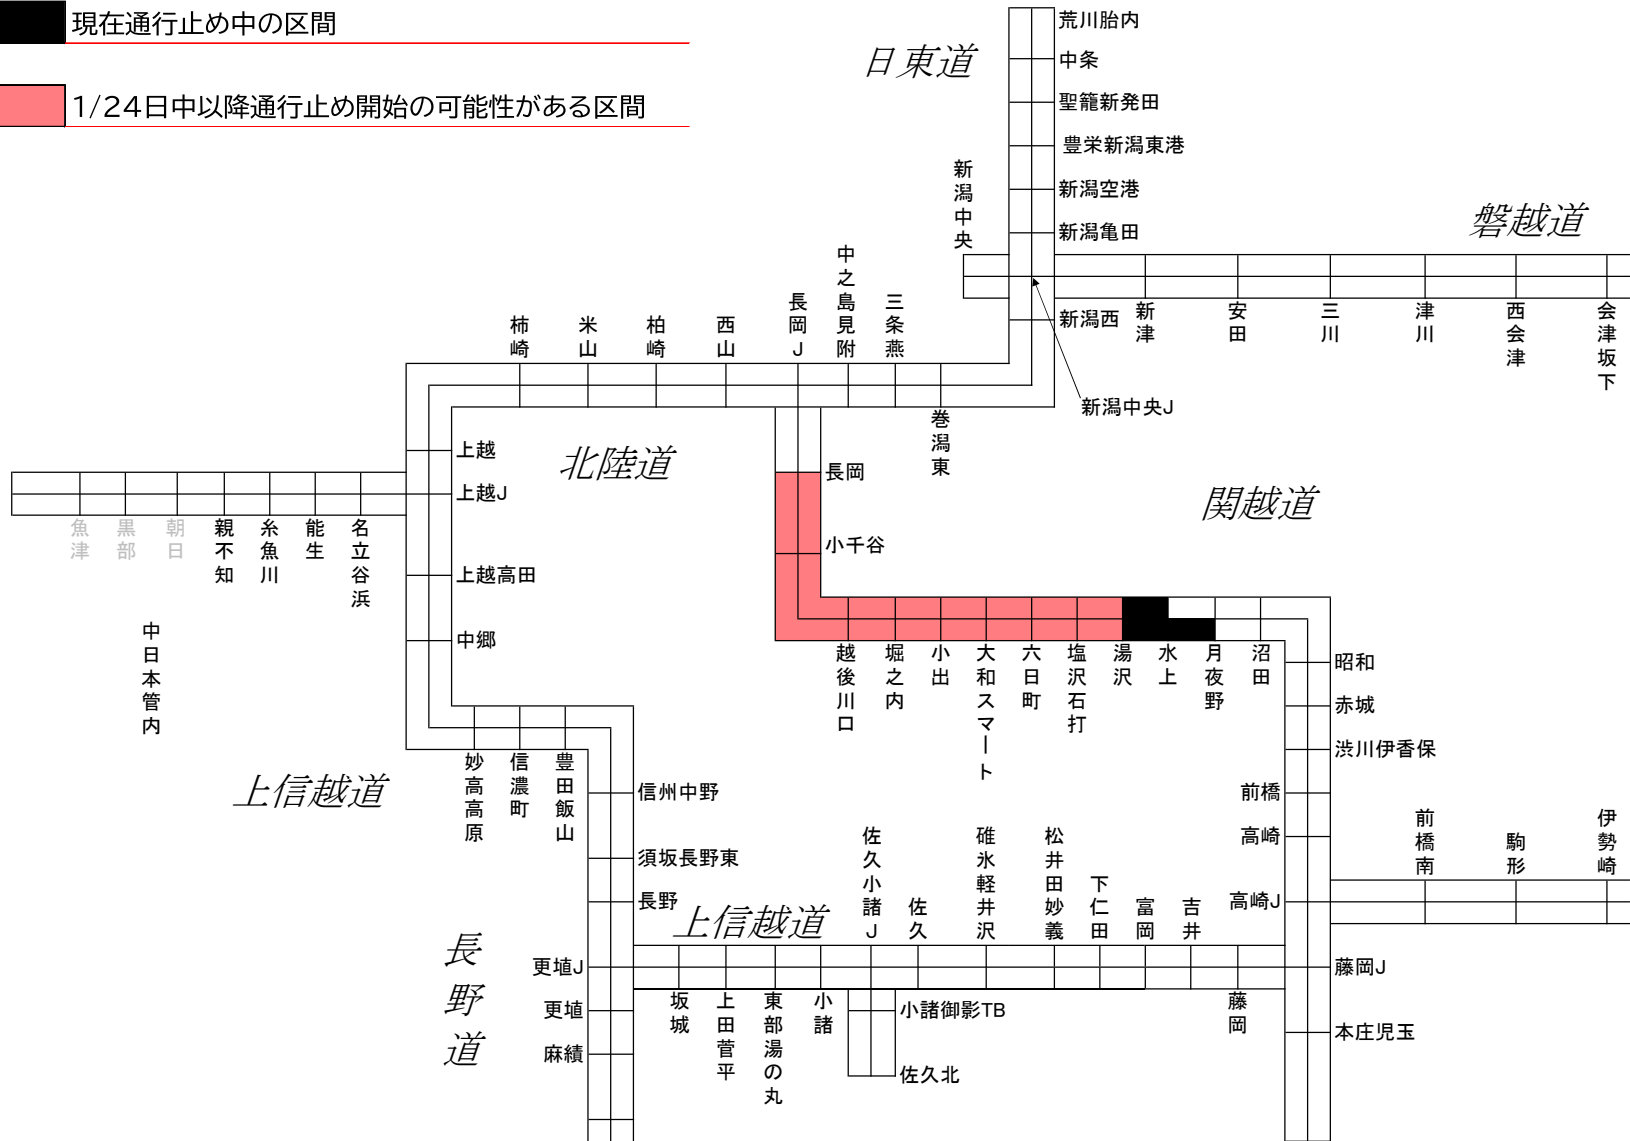 現在通行止め中の区間
1/24日中以降通行止め開始の可能性がある区間
日東道
荒川胎内
中条
聖籠新発田
豊栄新潟東港
新潟空港
新潟亀田
新潟中央
磐越道
新潟西
新津
安田
三川
津川
西会津
会津坂下
新潟中央J
柿崎
米山
柏崎
西山
長岡J
中之島見附
三条燕
巻潟東
北陸道
上越
上越J
上越高田
中郷
魚津
黒部
朝日
親不知
糸魚川
能生
名立谷浜
中日本管内
長岡
小千谷
関越道
越後川口
堀之内
小出
大和スマート
六日町
塩沢石打
湯沢
水上
月夜野
沼田
昭和
赤城
渋川伊香保
前橋
高崎
高崎J
前橋南
駒形
伊勢崎
藤岡J
本庄児玉
上信越道
妙高高原
信濃町
豊田飯山
信州中野
須坂長野東
長野
上信越道
佐久小諸J
佐久
碓氷軽井沢
松井田妙義
下仁田
富岡
吉井
長野道
更埴J
更埴
麻績
坂城
上田菅平
東部湯の丸
小諸
小諸御影TB
佐久北
藤岡